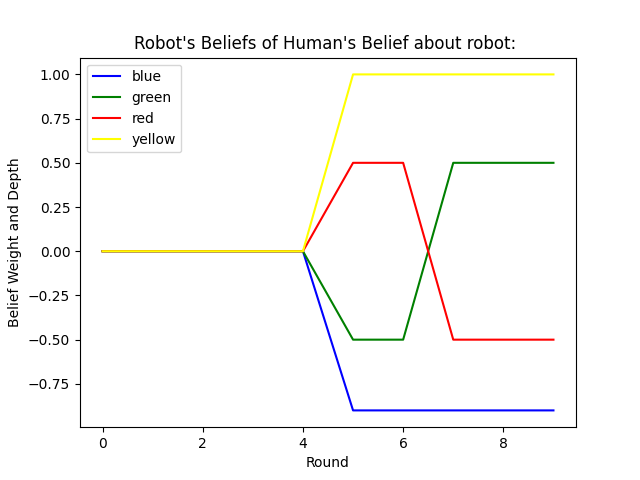 Robot's Beliefs of Human's Belief about robot:
blue
green
red
yellow
1.00
0.75
0.50
0.25
0.00
−0.25
−0.50
−0.75
Belief Weight and Depth
0 2 4 6 8
Round